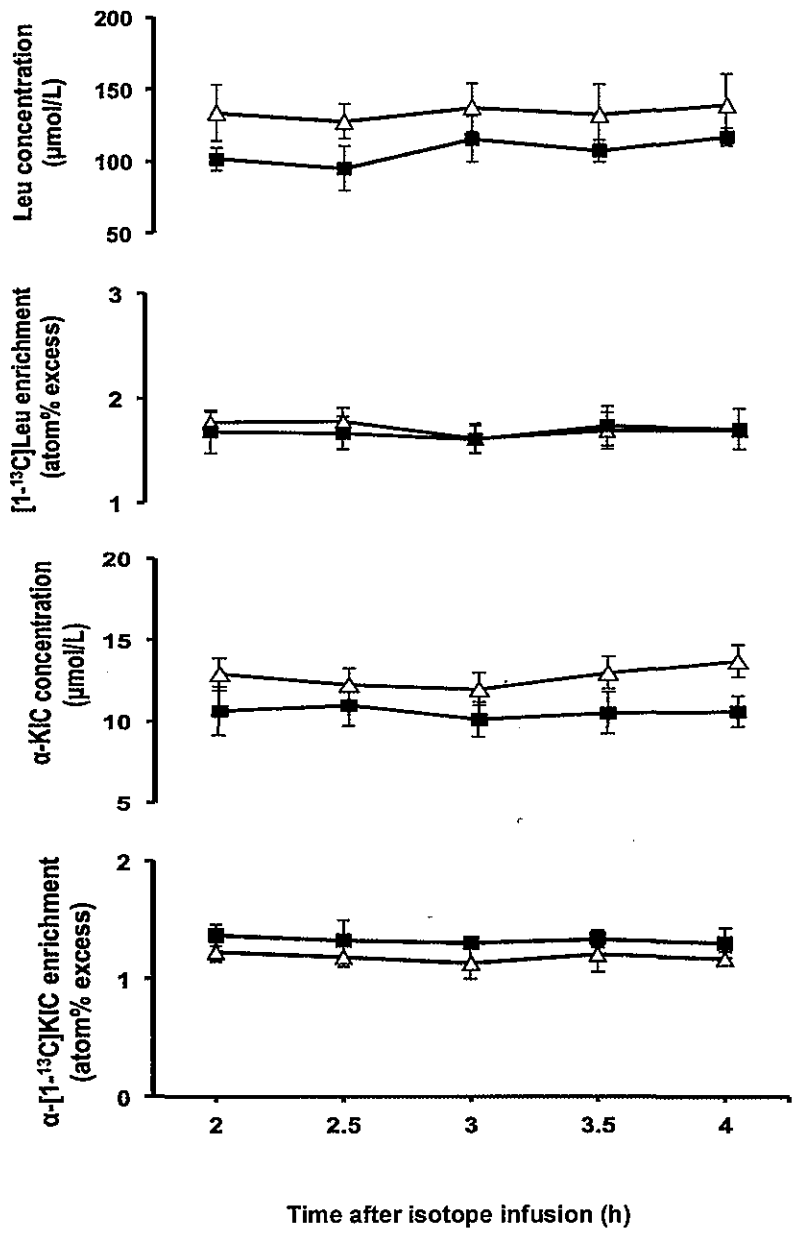 Leu concentration
(μmol/L)
200
150
100
50
[1-¹³C]Leu enrichment
(atom% excess)
3
2
1
α-KIC concentration
(μmol/L)
20
15
10
5
α-[1-¹³C]KIC enrichment
(atom% excess)
2
1
0
2 2.5 3 3.5 4
Time after isotope infusion (h)